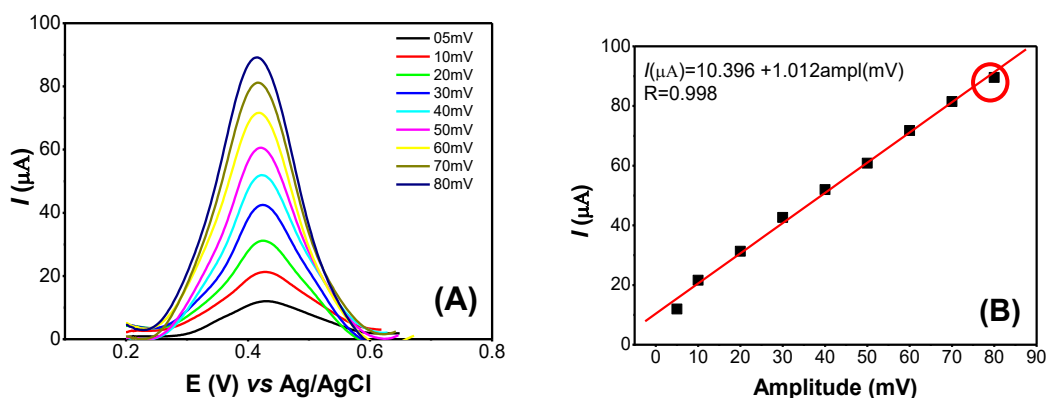 100
80
60
40
20
0
I (µA)
0.2
0.4
0.6
0.8
E (V) vs Ag/AgCl
05mV
10mV
20mV
30mV
40mV
50mV
60mV
70mV
80mV
(A)
100
80
60
40
20
0
I (µA)
I(µA)=10.396 +1.012ampl(mV)
R=0.998
(B)
0
10
20
30
40
50
60
70
80
90
Amplitude (mV)